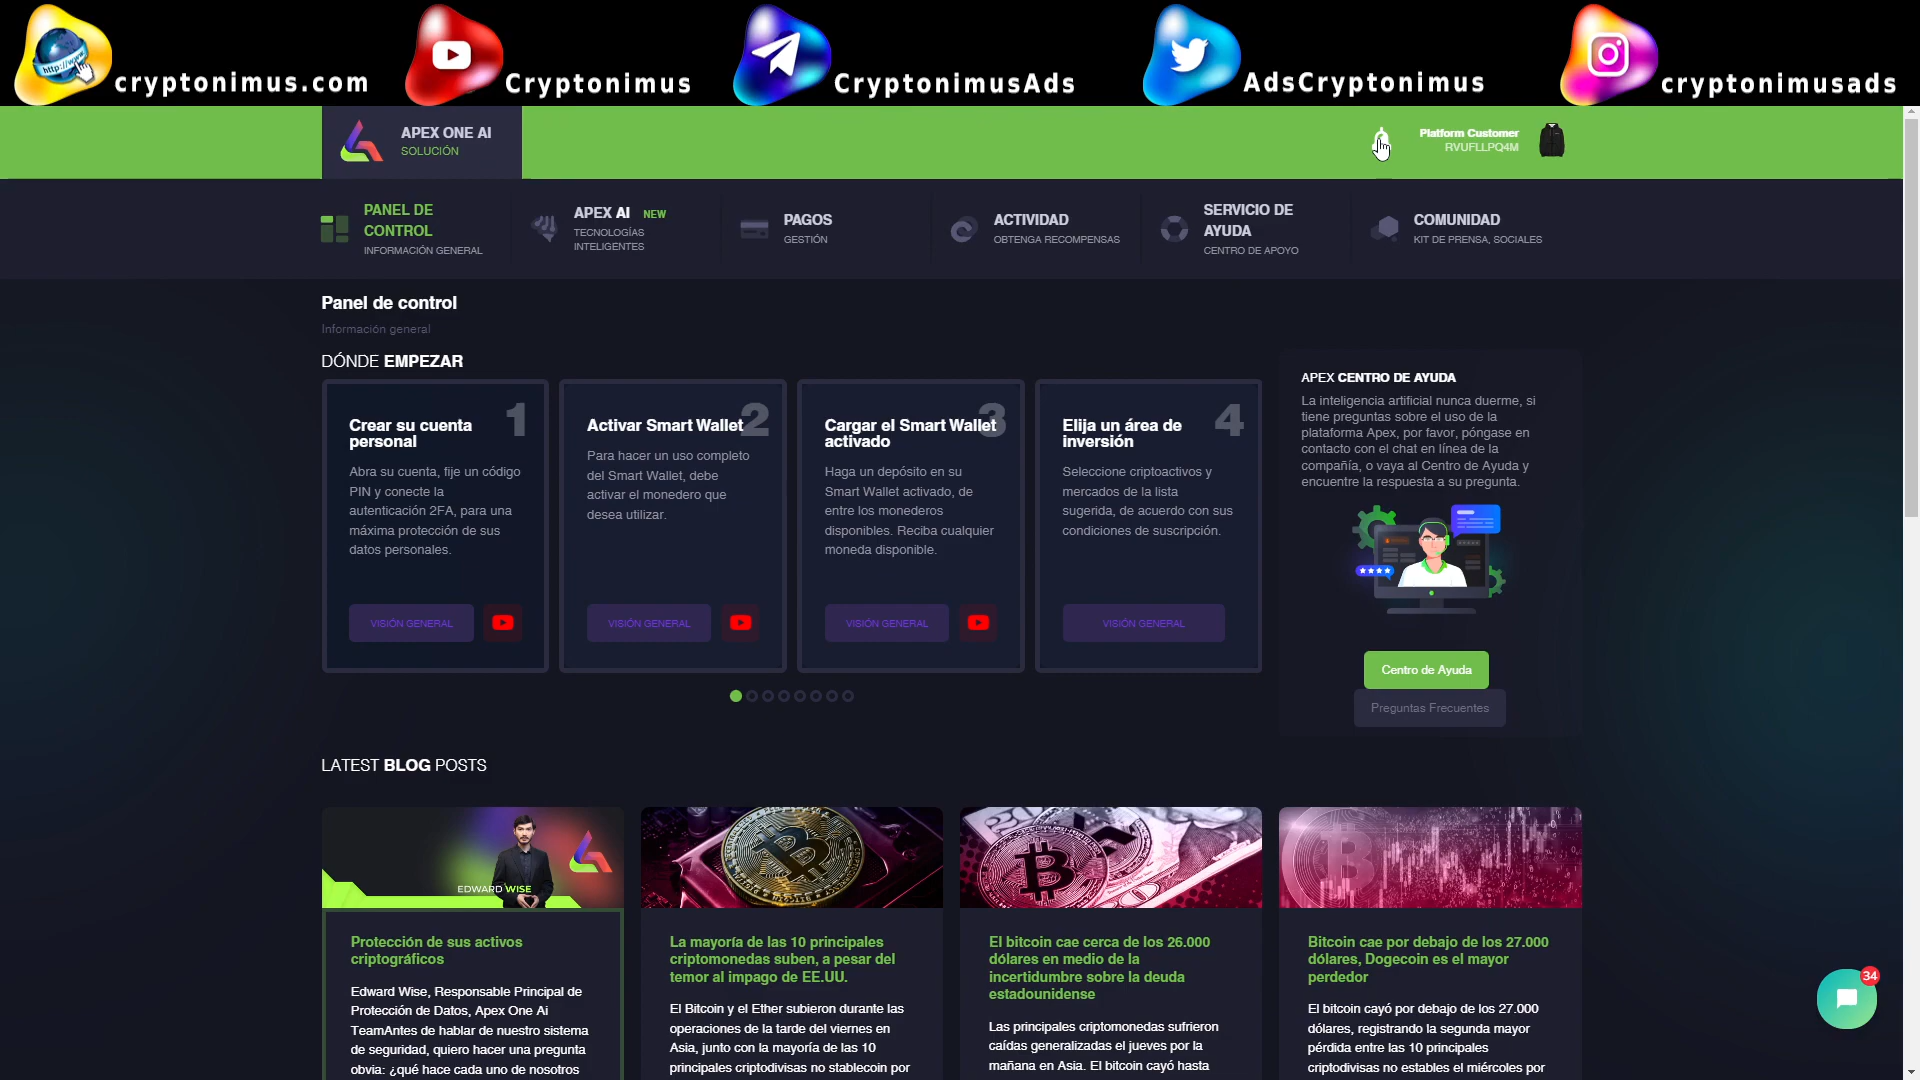 http://www
cryptonimus.com
Cryptonimus
CryptonimusAds
AdsCryptonimus
cryptonimusads
APEX ONE AI
SOLUCIÓN
Platform Customer
RVUFLLPQ4M
PANEL DE
CONTROL
INFORMACIÓN GENERAL
APEX AI NEW
TECNOLOGÍAS
INTELIGENTES
PAGOS
GESTIÓN
ACTIVIDAD
OBTENGA RECOMPENSAS
SERVICIO DE
AYUDA
CENTRO DE APOYO
COMUNIDAD
KIT DE PRENSA, SOCIALES
Panel de control
Información general
DÓNDE EMPEZAR
1
Crear su cuenta
personal
Abra su cuenta, fije un código
PIN y conecte la
autenticación 2FA, para una
máxima protección de sus
datos personales.
VISIÓN GENERAL
2
Activar Smart Wallet
Para hacer un uso completo
del Smart Wallet, debe
activar el monedero que
desea utilizar.
VISIÓN GENERAL
3
Cargar el Smart Wallet
activado
Haga un depósito en su
Smart Wallet activado, de
entre los monederos
disponibles. Reciba cualquier
moneda disponible.
VISIÓN GENERAL
4
Elija un área de
inversión
Seleccione criptoactivos y
mercados de la lista
sugerida, de acuerdo con sus
condiciones de suscripción.
VISIÓN GENERAL
APEX CENTRO DE AYUDA
La inteligencia artificial nunca duerme, si
tiene preguntas sobre el uso de la
plataforma Apex, por favor, póngase en
contacto con el chat en línea de la
compañía, o vaya al Centro de Ayuda y
encuentre la respuesta a su pregunta.
Centro de Ayuda
Preguntas Frecuentes
LATEST BLOG POSTS
EDWARD WISE
Protección de sus activos
criptográficos
Edward Wise, Responsable Principal de
Protección de Datos, Apex One Ai
TeamAntes de hablar de nuestro sistema
de seguridad, quiero hacer una pregunta
obvia: ¿qué hace cada uno de nosotros
La mayoría de las 10 principales
criptomonedas suben, a pesar del
temor al impago de EE.UU.
El Bitcoin y el Ether subieron durante las
operaciones de la tarde del viernes en
Asia, junto con la mayoría de las 10
principales criptodivisas no stablecoin por
El bitcoin cae cerca de los 26.000
dólares en medio de la
incertidumbre sobre la deuda
estadounidense
Las principales criptomonedas sufrieron
caídas generalizadas el jueves por la
mañana en Asia. El bitcoin cayó hasta
Bitcoin cae por debajo de los 27.000
dólares, Dogecoin es el mayor
perdedor
El bitcoin cayó por debajo de los 27.000
dólares, registrando la segunda mayor
pérdida entre las 10 principales
criptodivisas no estables el miércoles por
34